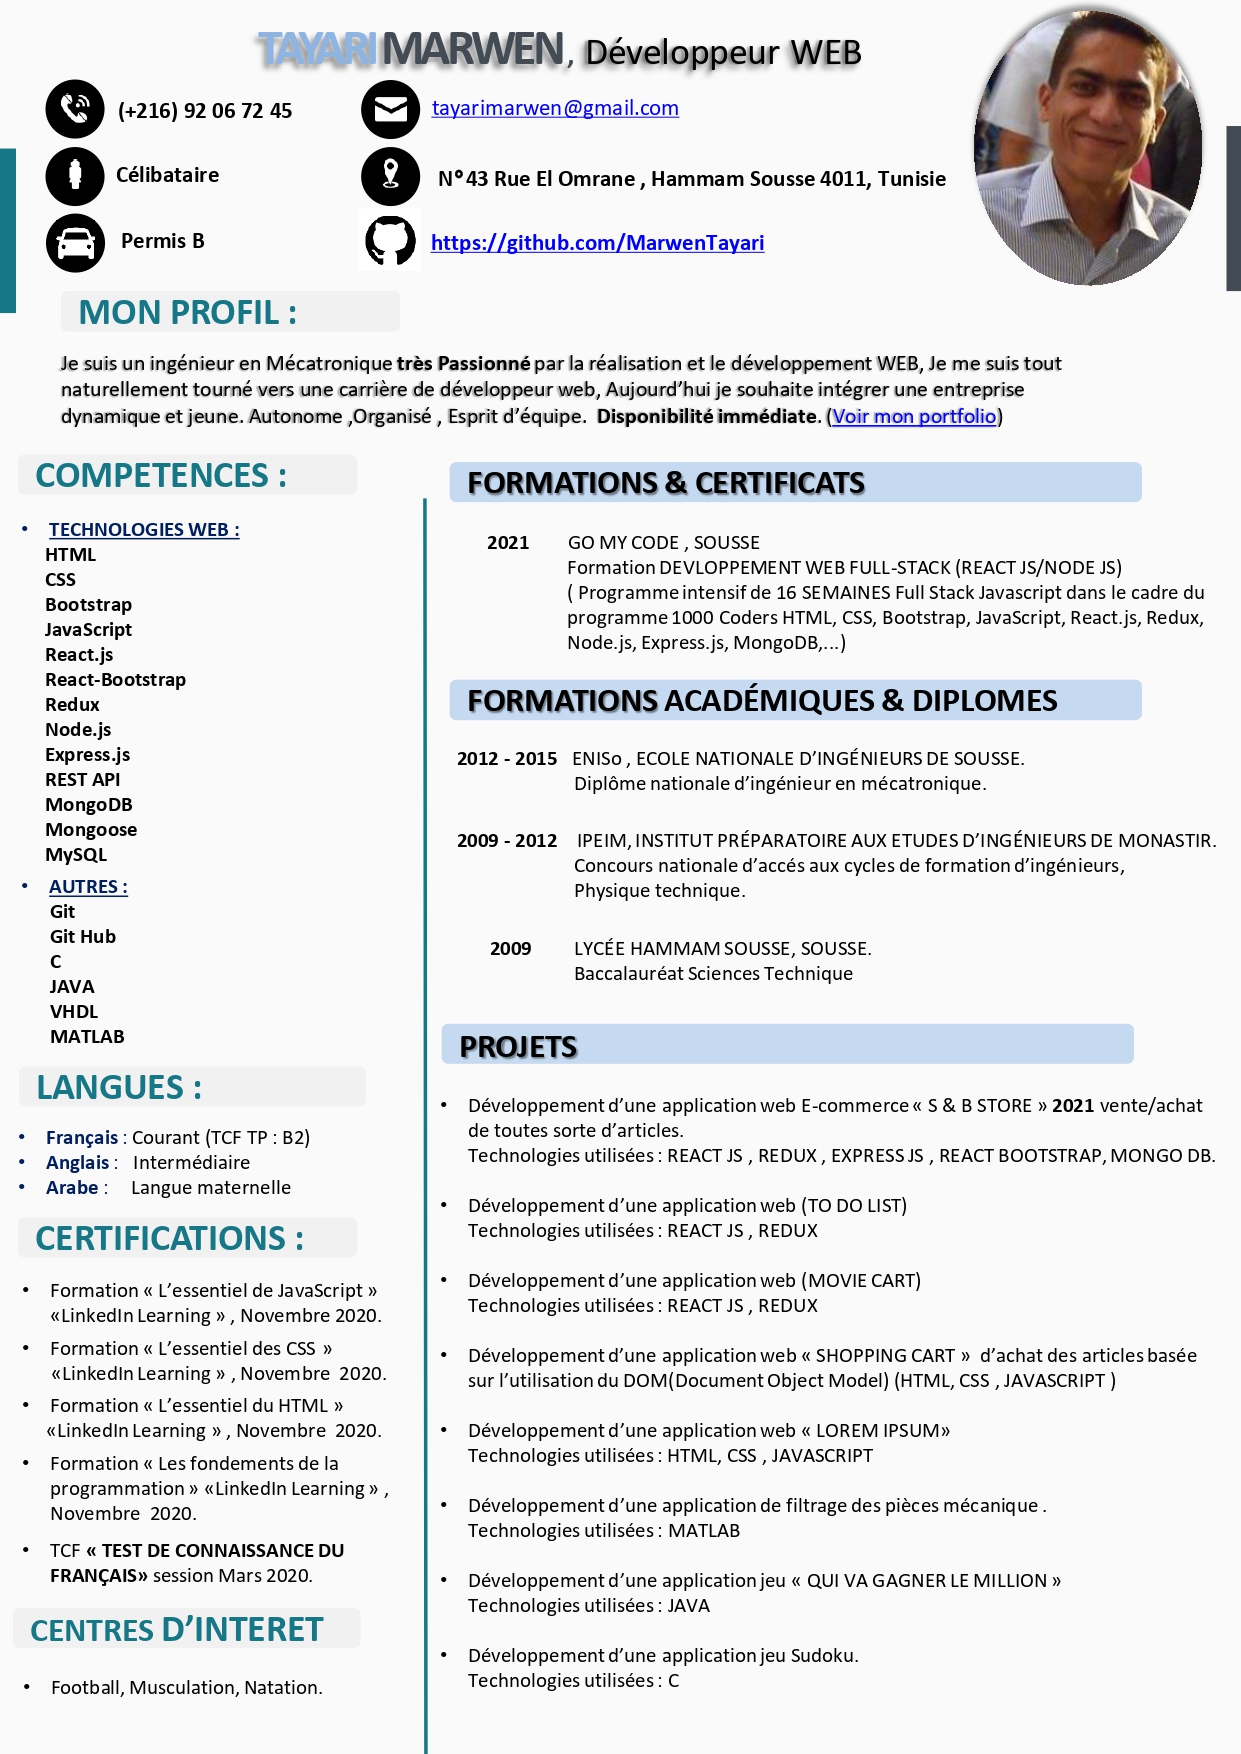 TAYARI MARWEN, Développeur WEB
(+216) 92 06 72 45
tayarimarwen@gmail.com
Célibataire
N°43 Rue El Omrane , Hammam Sousse 4011, Tunisie
Permis B
https://github.com/MarwenTayari
MON PROFIL :
Je suis un ingénieur en Mécatronique très Passionné par la réalisation et le développement WEB, Je me suis tout
naturellement tourné vers une carrière de développeur web, Aujourd’hui je souhaite intégrer une entreprise
dynamique et jeune. Autonome ,Organisé , Esprit d’équipe. Disponibilité immédiate. (Voir mon portfolio)
COMPETENCES :
• TECHNOLOGIES WEB :
HTML
CSS
Bootstrap
JavaScript
React.js
React-Bootstrap
Redux
Node.js
Express.js
REST API
MongoDB
Mongoose
MySQL
• AUTRES :
Git
Git Hub
C
JAVA
VHDL
MATLAB
LANGUES :
• Français : Courant (TCF TP : B2)
• Anglais : Intermédiaire
• Arabe : Langue maternelle
CERTIFICATIONS :
• Formation « L’essentiel de JavaScript »
«LinkedIn Learning » , Novembre 2020.
• Formation « L’essentiel des CSS »
«LinkedIn Learning » , Novembre 2020.
• Formation « L’essentiel du HTML »
«LinkedIn Learning » , Novembre 2020.
• Formation « Les fondements de la
programmation » «LinkedIn Learning » ,
Novembre 2020.
• TCF « TEST DE CONNAISSANCE DU
FRANÇAIS» session Mars 2020.
CENTRES D’INTERET
• Football, Musculation, Natation.
FORMATIONS & CERTIFICATS
2021 GO MY CODE , SOUSSE
Formation DEVLOPPEMENT WEB FULL-STACK (REACT JS/NODE JS)
( Programme intensif de 16 SEMAINES Full Stack Javascript dans le cadre du
programme 1000 Coders HTML, CSS, Bootstrap, JavaScript, React.js, Redux,
Node.js, Express.js, MongoDB,...)
FORMATIONS ACADÉMIQUES & DIPLOMES
2012 - 2015 ENISo , ECOLE NATIONALE D’INGÉNIEURS DE SOUSSE.
Diplôme nationale d’ingénieur en mécatronique.
2009 - 2012 IPEIM, INSTITUT PRÉPARATOIRE AUX ETUDES D’INGÉNIEURS DE MONASTIR.
Concours nationale d’accés aux cycles de formation d’ingénieurs,
Physique technique.
2009 LYCÉE HAMMAM SOUSSE, SOUSSE.
Baccalauréat Sciences Technique
PROJETS
• Développement d’une application web E-commerce « S & B STORE » 2021 vente/achat
de toutes sorte d’articles.
Technologies utilisées : REACT JS , REDUX , EXPRESS JS , REACT BOOTSTRAP, MONGO DB.
• Développement d’une application web (TO DO LIST)
Technologies utilisées : REACT JS , REDUX
• Développement d’une application web (MOVIE CART)
Technologies utilisées : REACT JS , REDUX
• Développement d’une application web « SHOPPING CART » d’achat des articles basée
sur l’utilisation du DOM(Document Object Model) (HTML, CSS , JAVASCRIPT )
• Développement d’une application web « LOREM IPSUM»
Technologies utilisées : HTML, CSS , JAVASCRIPT
• Développement d’une application de filtrage des pièces mécanique .
Technologies utilisées : MATLAB
• Développement d’une application jeu « QUI VA GAGNER LE MILLION »
Technologies utilisées : JAVA
• Développement d’une application jeu Sudoku.
Technologies utilisées : C